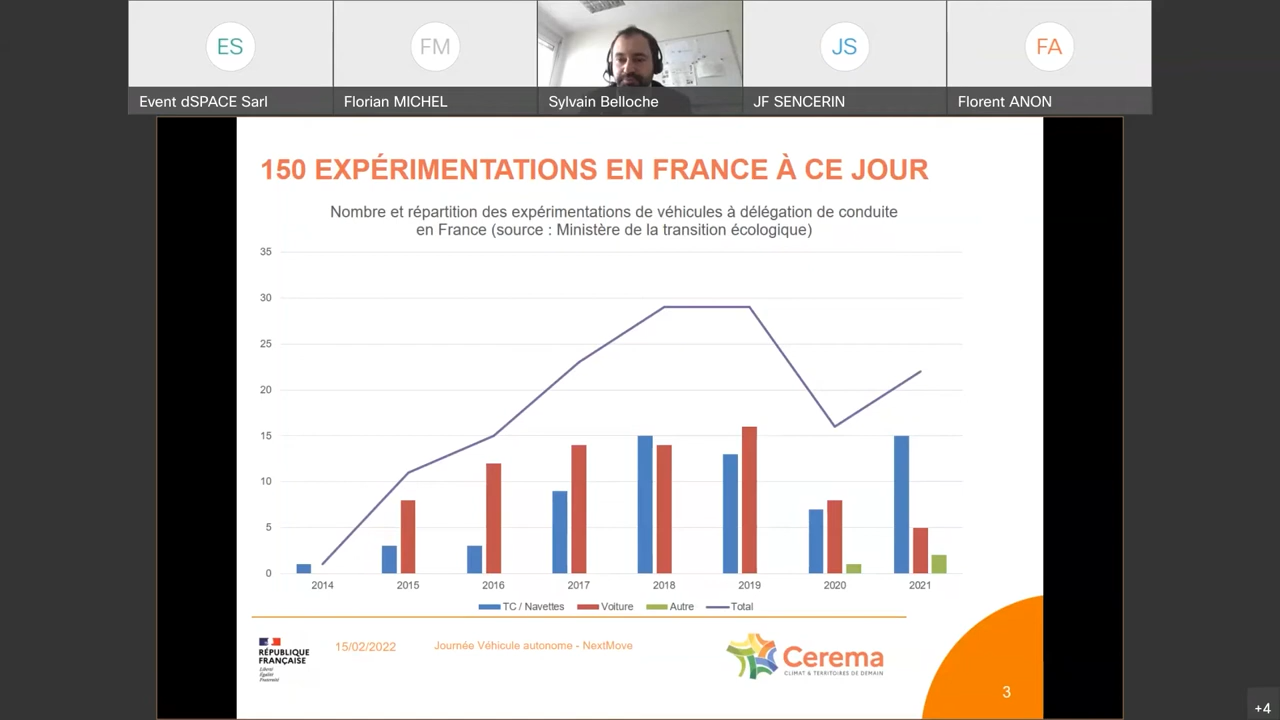 ES
FM
JS
FA
Event dSPACE Sarl
Florian MICHEL
Sylvain Belloche
JF SENCERIN
Florent ANON
150 EXPÉRIMENTATIONS EN FRANCE À CE JOUR
Nombre et répartition des expérimentations de véhicules à délégation de conduite
en France (source : Ministère de la transition écologique)
35
30
25
20
15
10
5
0
2014 2015 2016 2017 2018 2019 2020 2021
TC / Navettes Voiture Autre Total
RÉPUBLIQUE
FRANÇAISE
Liberté
Égalité
Fraternité
15/02/2022
Journée Véhicule autonome - NextMove
Cerema
CLIMAT & TERRITOIRES DE DEMAIN
3
+4